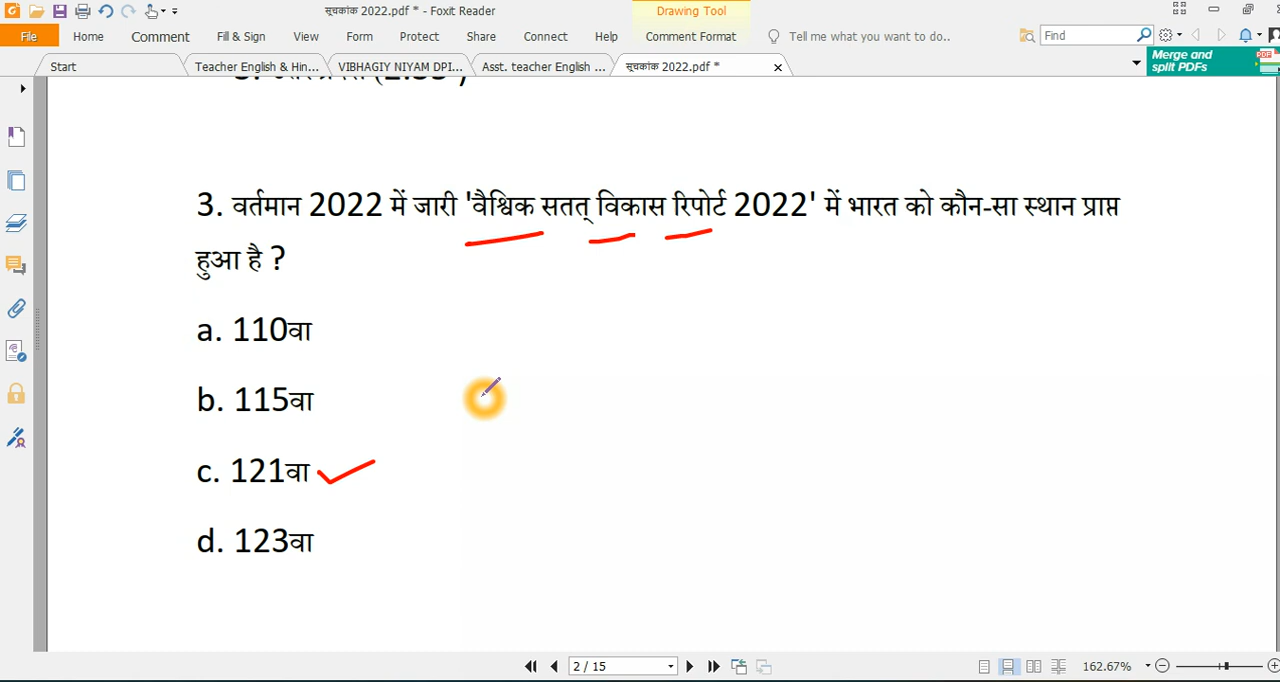 सूचकांक 2022.pdf * - Foxit Reader
Drawing Tool
File Home Comment Fill & Sign View Form Protect Share Connect Help Comment Format Tell me what you want to do.. Find
Start Teacher English & Hin... VIBHAGIY NIYAM DPI... Asst. teacher English ... सूचकांक 2022.pdf *
Merge and
split PDFs
3. वर्तमान 2022 में जारी 'वैश्विक सतत् विकास रिपोर्ट 2022' में भारत को कौन-सा स्थान प्राप्त
हुआ है ?
a. 110वा
b. 115वा
c. 121वा
d. 123वा
2 / 15
162.67%